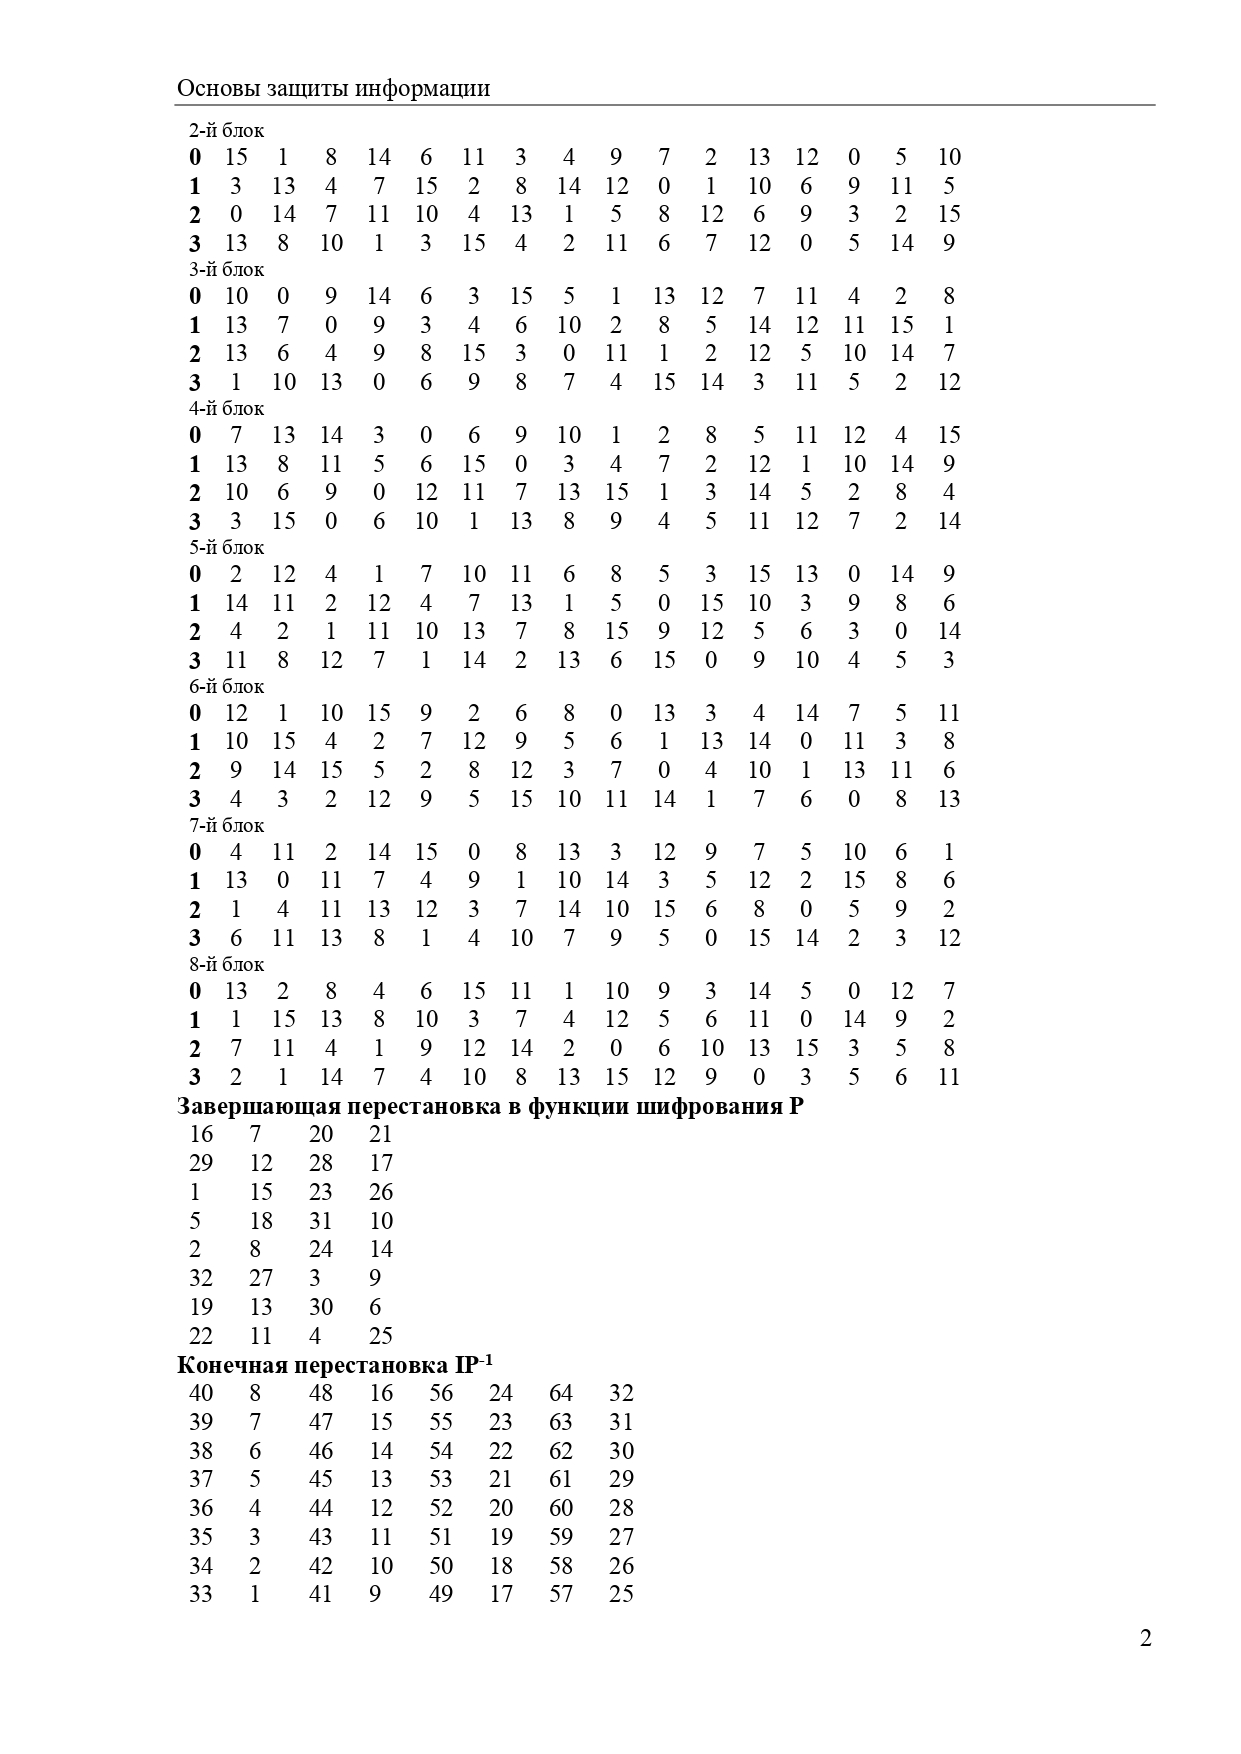 Основы защиты информации
2-й блок
0 15 1 8 14 6 11 3 4 9 7 2 13 12 0 5 10
1 3 13 4 7 15 2 8 14 12 0 1 10 6 9 11 5
2 0 14 7 11 10 4 13 1 5 8 12 6 9 3 2 15
3 13 8 10 1 3 15 4 2 11 6 7 12 0 5 14 9
3-й блок
0 10 0 9 14 6 3 15 5 1 13 12 7 11 4 2 8
1 13 7 0 9 3 4 6 10 2 8 5 14 12 11 15 1
2 13 6 4 9 8 15 3 0 11 1 2 12 5 10 14 7
3 1 10 13 0 6 9 8 7 4 15 14 3 11 5 2 12
4-й блок
0 7 13 14 3 0 6 9 10 1 2 8 5 11 12 4 15
1 13 8 11 5 6 15 0 3 4 7 2 12 1 10 14 9
2 10 6 9 0 12 11 7 13 15 1 3 14 5 2 8 4
3 3 15 0 6 10 1 13 8 9 4 5 11 12 7 2 14
5-й блок
0 2 12 4 1 7 10 11 6 8 5 3 15 13 0 14 9
1 14 11 2 12 4 7 13 1 5 0 15 10 3 9 8 6
2 4 2 1 11 10 13 7 8 15 9 12 5 6 3 0 14
3 11 8 12 7 1 14 2 13 6 15 0 9 10 4 5 3
6-й блок
0 12 1 10 15 9 2 6 8 0 13 3 4 14 7 5 11
1 10 15 4 2 7 12 9 5 6 1 13 14 0 11 3 8
2 9 14 15 5 2 8 12 3 7 0 4 10 1 13 11 6
3 4 3 2 12 9 5 15 10 11 14 1 7 6 0 8 13
7-й блок
0 4 11 2 14 15 0 8 13 3 12 9 7 5 10 6 1
1 13 0 11 7 4 9 1 10 14 3 5 12 2 15 8 6
2 1 4 11 13 12 3 7 14 10 15 6 8 0 5 9 2
3 6 11 13 8 1 4 10 7 9 5 0 15 14 2 3 12
8-й блок
0 13 2 8 4 6 15 11 1 10 9 3 14 5 0 12 7
1 1 15 13 8 10 3 7 4 12 5 6 11 0 14 9 2
2 7 11 4 1 9 12 14 2 0 6 10 13 15 3 5 8
3 2 1 14 7 4 10 8 13 15 12 9 0 3 5 6 11
Завершающая перестановка в функции шифрования P
16 7 20 21
29 12 28 17
1 15 23 26
5 18 31 10
2 8 24 14
32 27 3 9
19 13 30 6
22 11 4 25
Конечная перестановка IP-1
40 8 48 16 56 24 64 32
39 7 47 15 55 23 63 31
38 6 46 14 54 22 62 30
37 5 45 13 53 21 61 29
36 4 44 12 52 20 60 28
35 3 43 11 51 19 59 27
34 2 42 10 50 18 58 26
33 1 41 9 49 17 57 25
2